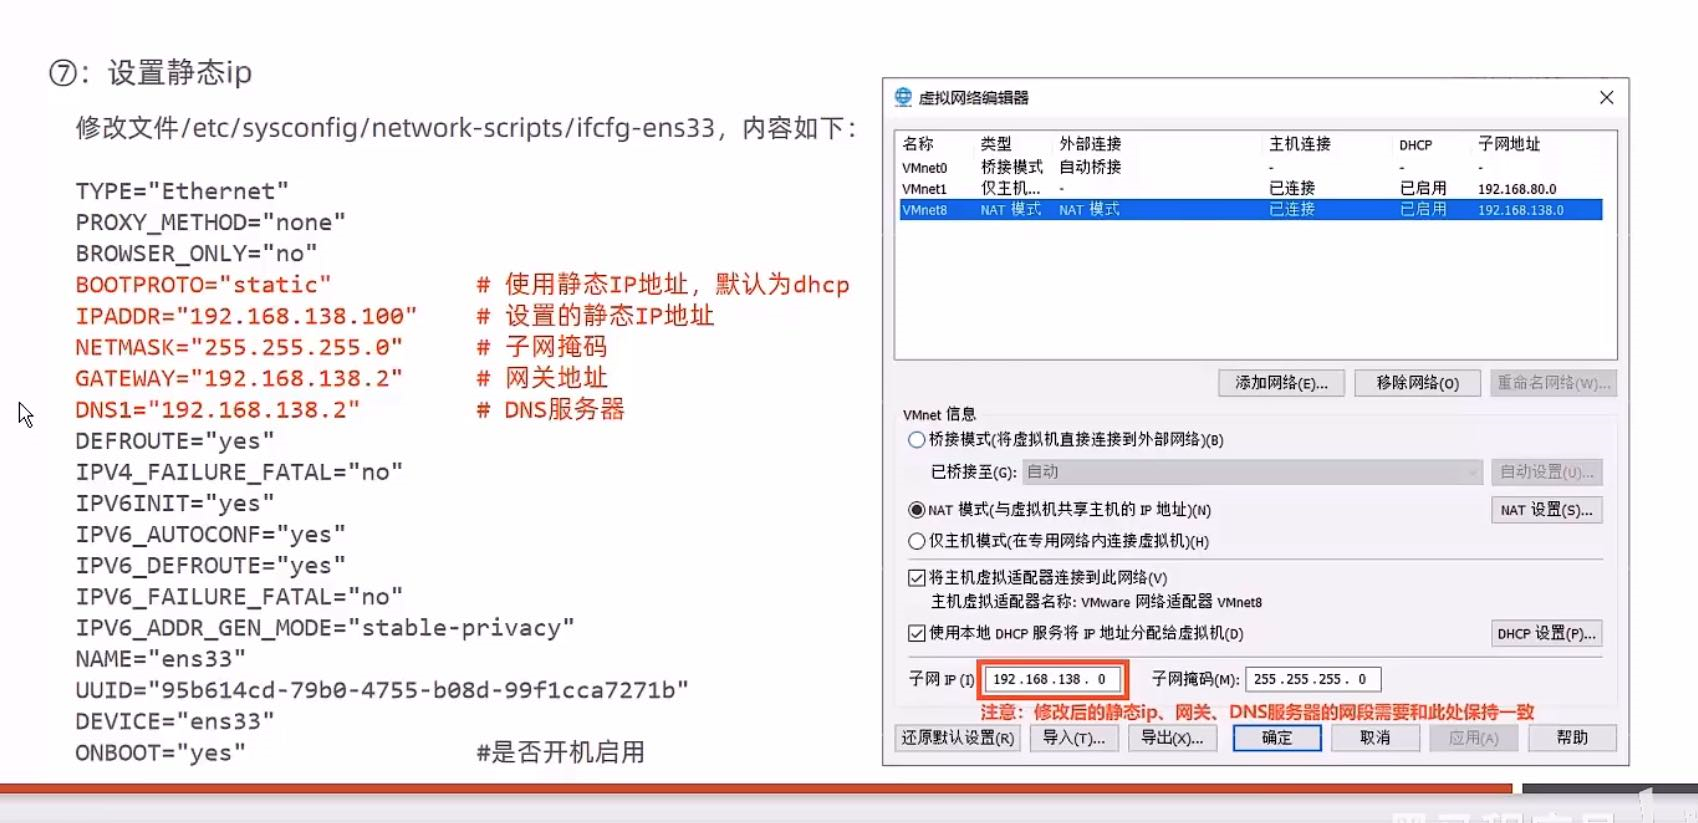 ⑦：设置静态ip
修改文件/etc/sysconfig/network-scripts/ifcfg-ens33，内容如下：
TYPE="Ethernet"
PROXY_METHOD="none"
BROWSER_ONLY="no"
BOOTPROTO="static" # 使用静态IP地址，默认为dhcp
IPADDR="192.168.138.100" # 设置的静态IP地址
NETMASK="255.255.255.0" # 子网掩码
GATEWAY="192.168.138.2" # 网关地址
DNS1="192.168.138.2" # DNS服务器
DEFROUTE="yes"
IPV4_FAILURE_FATAL="no"
IPV6INIT="yes"
IPV6_AUTOCONF="yes"
IPV6_DEFROUTE="yes"
IPV6_FAILURE_FATAL="no"
IPV6_ADDR_GEN_MODE="stable-privacy"
NAME="ens33"
UUID="95b614cd-79b0-4755-b08d-99f1cca7271b"
DEVICE="ens33"
ONBOOT="yes" #是否开机启用
虚拟网络编辑器
名称 类型 外部连接 主机连接 DHCP 子网地址
VMnet0 桥接模式 自动桥接 - - -
VMnet1 仅主机... - 已连接 已启用 192.168.80.0
VMnet8 NAT 模式 NAT 模式 已连接 已启用 192.168.138.0
添加网络(E)... 移除网络(O) 重命名网络(W)...
VMnet 信息
桥接模式(将虚拟机直接连接到外部网络)(B)
已桥接至(G): 自动 自动设置(U)...
NAT 模式(与虚拟机共享主机的 IP 地址)(N) NAT 设置(S)...
仅主机模式(在专用网络内连接虚拟机)(H)
将主机虚拟适配器连接到此网络(V)
主机虚拟适配器名称: VMware 网络适配器 VMnet8
使用本地 DHCP 服务将 IP 地址分配给虚拟机(D) DHCP 设置(P)...
子网 IP (I) 192.168.138. 0 子网掩码(M): 255.255.255. 0
注意：修改后的静态ip、网关、DNS服务器的网段需要和此处保持一致
还原默认设置(R) 导入(T)... 导出(X)... 确定 取消 应用(A) 帮助